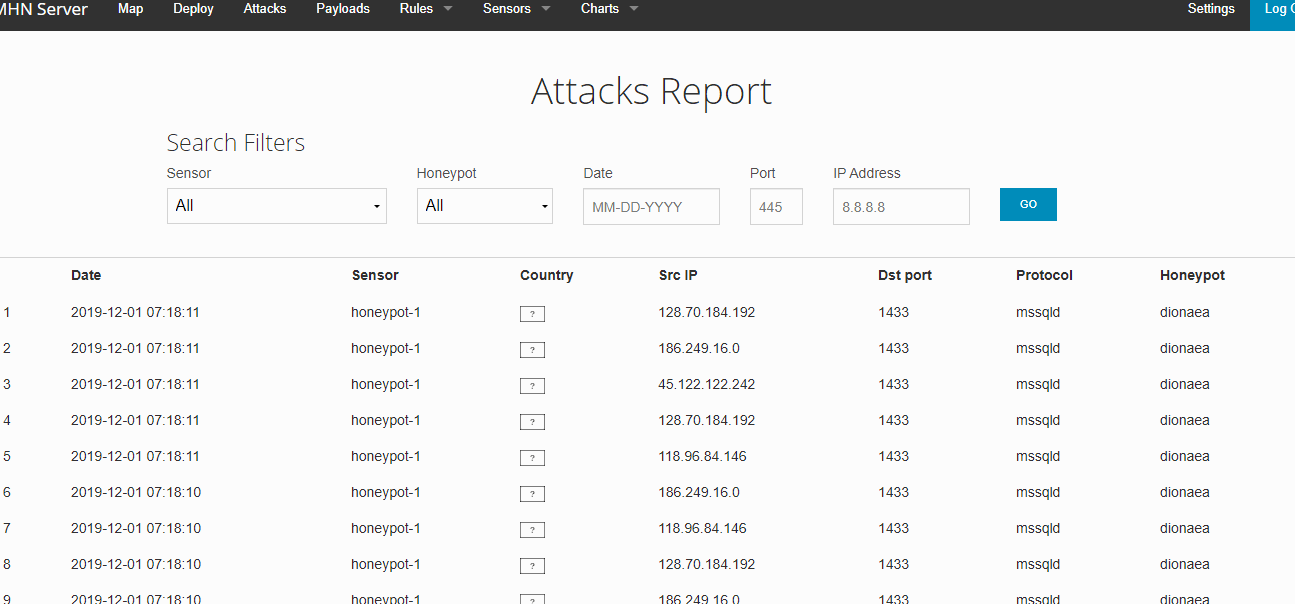 MHN Server Map Deploy Attacks Payloads Rules Sensors Charts Settings Log
Attacks Report
Search Filters
Sensor Honeypot Date Port IP Address
All All MM-DD-YYYY 445 8.8.8.8 GO
Date Sensor Country Src IP Dst port Protocol Honeypot
1 2019-12-01 07:18:11 honeypot-1 ? 128.70.184.192 1433 mssqld dionaea
2 2019-12-01 07:18:11 honeypot-1 ? 186.249.16.0 1433 mssqld dionaea
3 2019-12-01 07:18:11 honeypot-1 ? 45.122.122.242 1433 mssqld dionaea
4 2019-12-01 07:18:11 honeypot-1 ? 128.70.184.192 1433 mssqld dionaea
5 2019-12-01 07:18:11 honeypot-1 ? 118.96.84.146 1433 mssqld dionaea
6 2019-12-01 07:18:10 honeypot-1 ? 186.249.16.0 1433 mssqld dionaea
7 2019-12-01 07:18:10 honeypot-1 ? 118.96.84.146 1433 mssqld dionaea
8 2019-12-01 07:18:10 honeypot-1 ? 128.70.184.192 1433 mssqld dionaea
9 2019-12-01 07:18:10 honeypot-1 ? 186.249.16.0 1433 mssqld dionaea